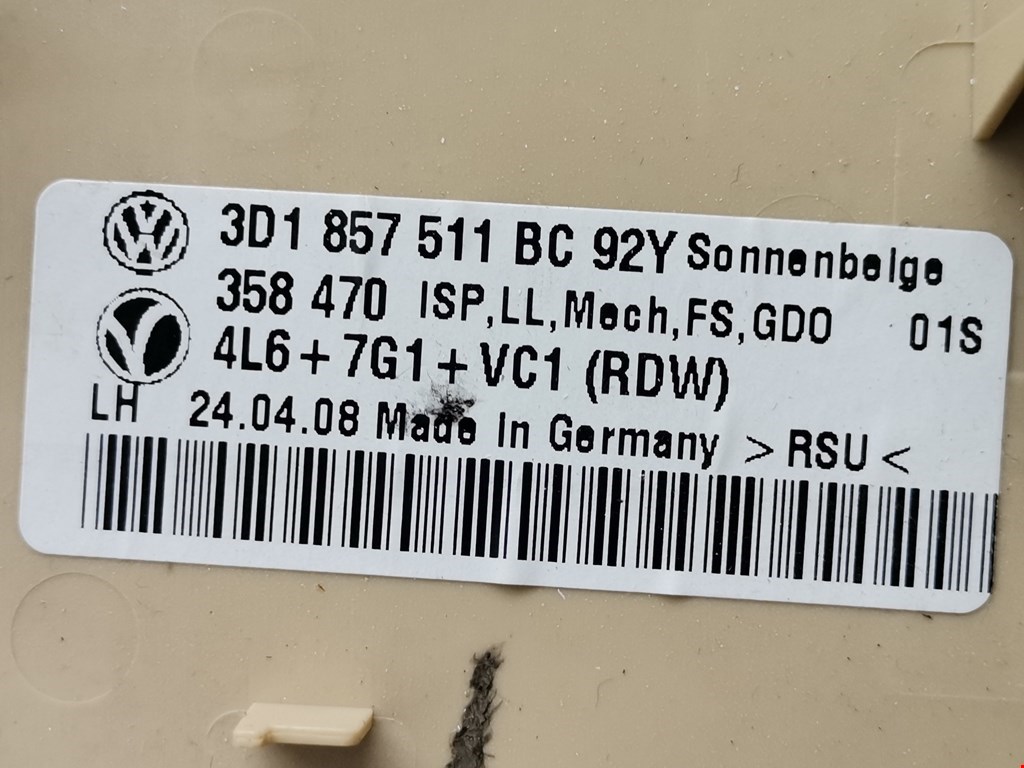 3D1 857 511 BC 92Y Sonnenbeige
358 470 ISP,LL,Mech,FS,GDO 01S
4L6+7G1+VC1 (RDW)
LH 24.04.08 Made In Germany >RSU<